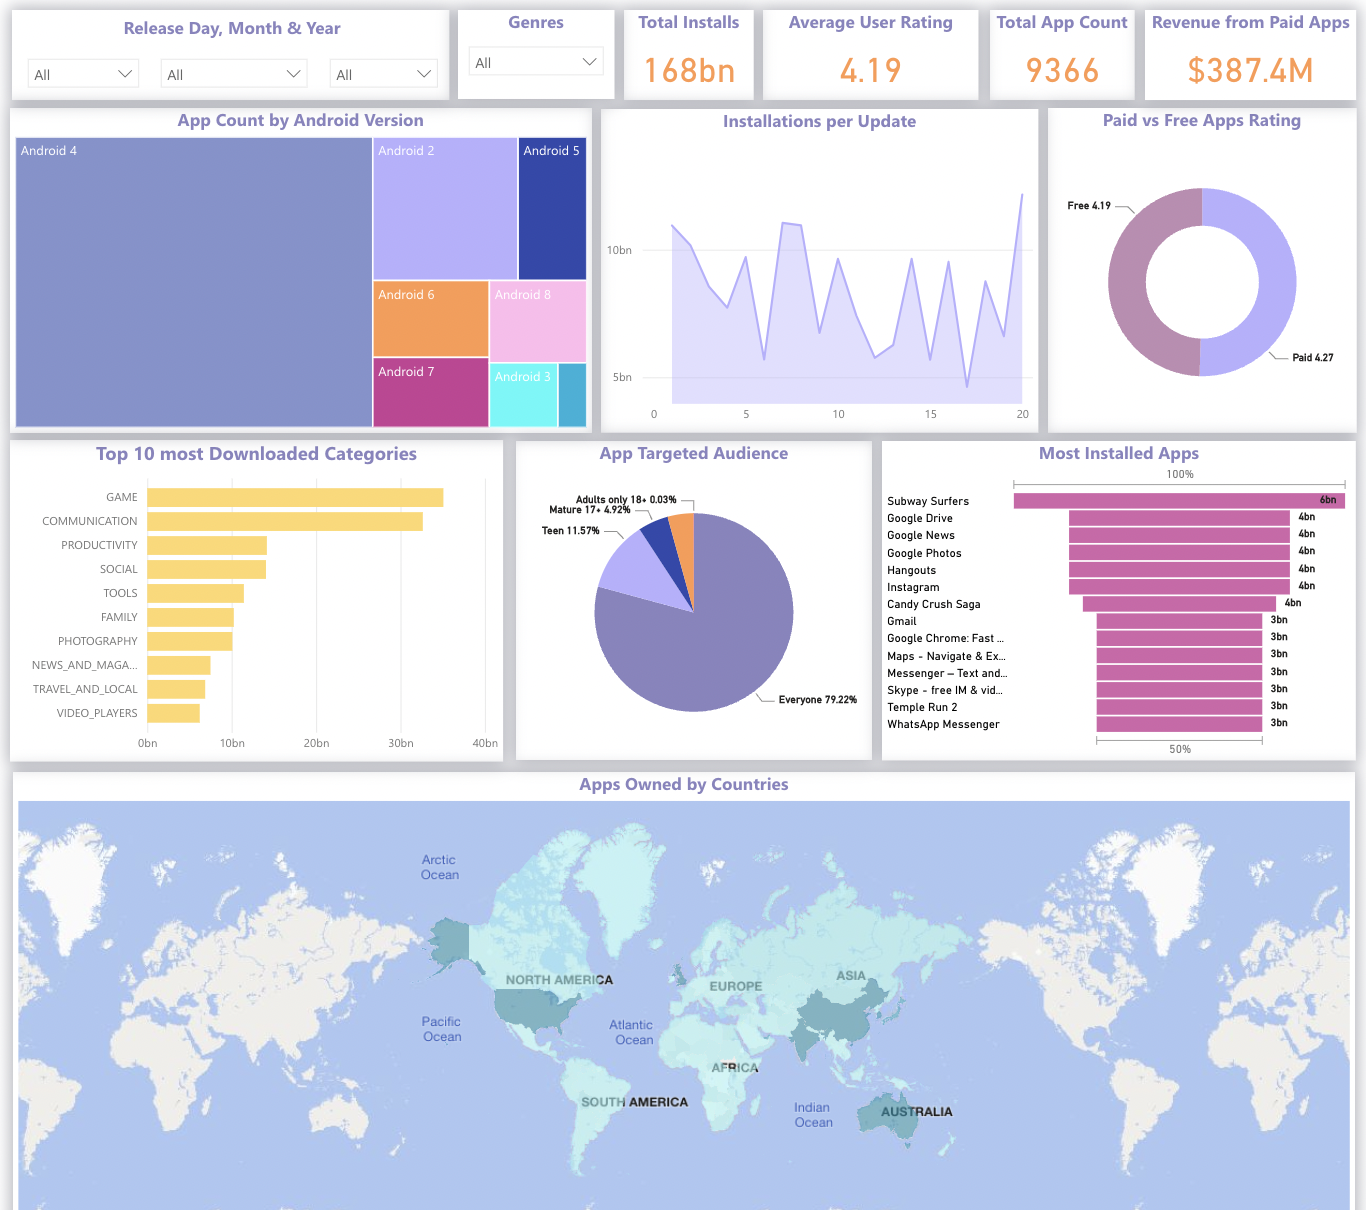 Release Day, Month & Year
All
All
All
Genres
All
Total Installs
168bn
Average User Rating
4.19
Total App Count
9366
Revenue from Paid Apps
$387.4M
App Count by Android Version
Android 4
Android 2
Android 5
Android 6
Android 8
Android 7
Android 3
Installations per Update
10bn
5bn
0
5
10
15
20
Paid vs Free Apps Rating
Free 4.19
Paid 4.27
Top 10 most Downloaded Categories
GAME
COMMUNICATION
PRODUCTIVITY
SOCIAL
TOOLS
FAMILY
PHOTOGRAPHY
NEWS_AND_MAGA...
TRAVEL_AND_LOCAL
VIDEO_PLAYERS
0bn
10bn
20bn
30bn
40bn
App Targeted Audience
Adults only 18+ 0.03%
Mature 17+ 4.92%
Teen 11.57%
Everyone 79.22%
Most Installed Apps
100%
Subway Surfers
6bn
Google Drive
4bn
Google News
4bn
Google Photos
4bn
Hangouts
4bn
Instagram
4bn
Candy Crush Saga
4bn
Gmail
3bn
Google Chrome: Fast ...
3bn
Maps - Navigate & Ex...
3bn
Messenger – Text and...
3bn
Skype - free IM & vid...
3bn
Temple Run 2
3bn
WhatsApp Messenger
3bn
50%
Apps Owned by Countries
Arctic
Ocean
NORTH AMERICA
EUROPE
ASIA
Pacific
Ocean
Atlantic
Ocean
AFRICA
SOUTH AMERICA
Indian
Ocean
AUSTRALIA